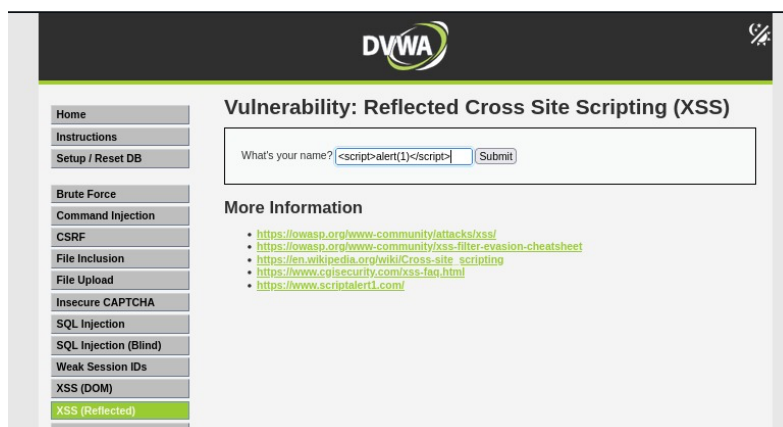 DVWA
Vulnerability: Reflected Cross Site Scripting (XSS)
Home
Instructions
Setup / Reset DB
Brute Force
Command Injection
CSRF
File Inclusion
File Upload
Insecure CAPTCHA
SQL Injection
SQL Injection (Blind)
Weak Session IDs
XSS (DOM)
XSS (Reflected)
What's your name? <script>alert(1)</script> Submit
More Information
• https://owasp.org/www-community/attacks/xss/
• https://owasp.org/www-community/xss-filter-evasion-cheatsheet
• https://en.wikipedia.org/wiki/Cross-site_scripting
• https://www.cgisecurity.com/xss-faq.html
• https://www.scriptalert1.com/